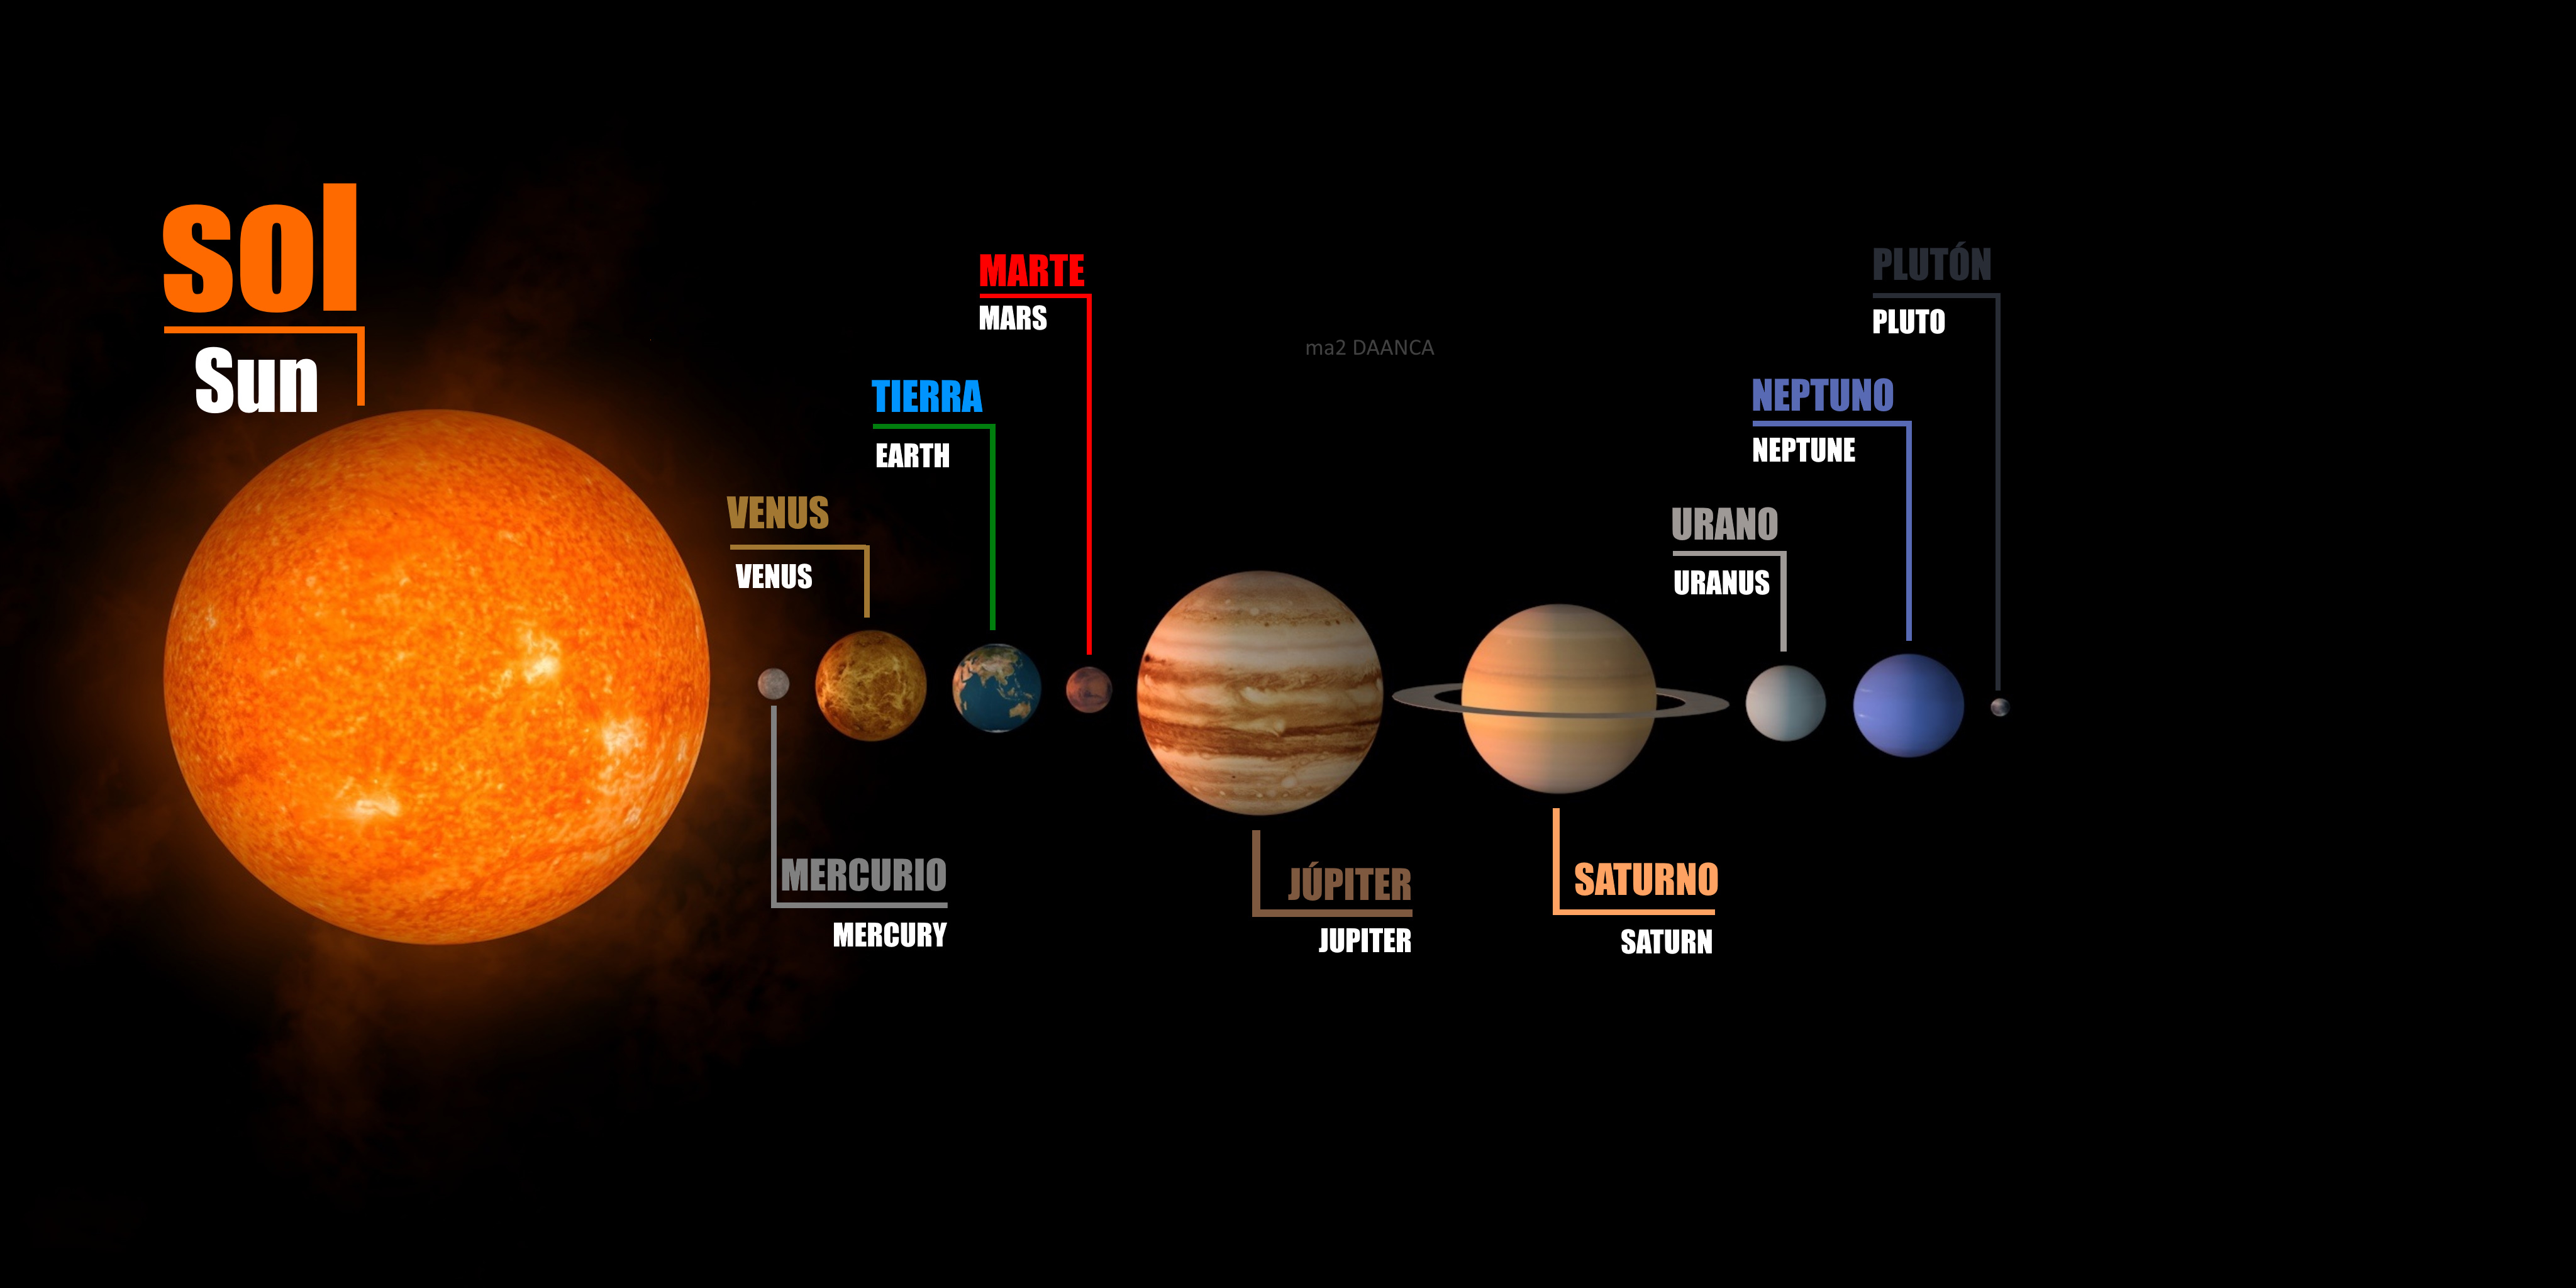 sol
Sun
MERCURIO
MERCURY
VENUS
VENUS
TIERRA
EARTH
MARTE
MARS
ma2 DAANCA
JÚPITER
JUPITER
SATURNO
SATURN
URANO
URANUS
NEPTUNO
NEPTUNE
PLUTÓN
PLUTO